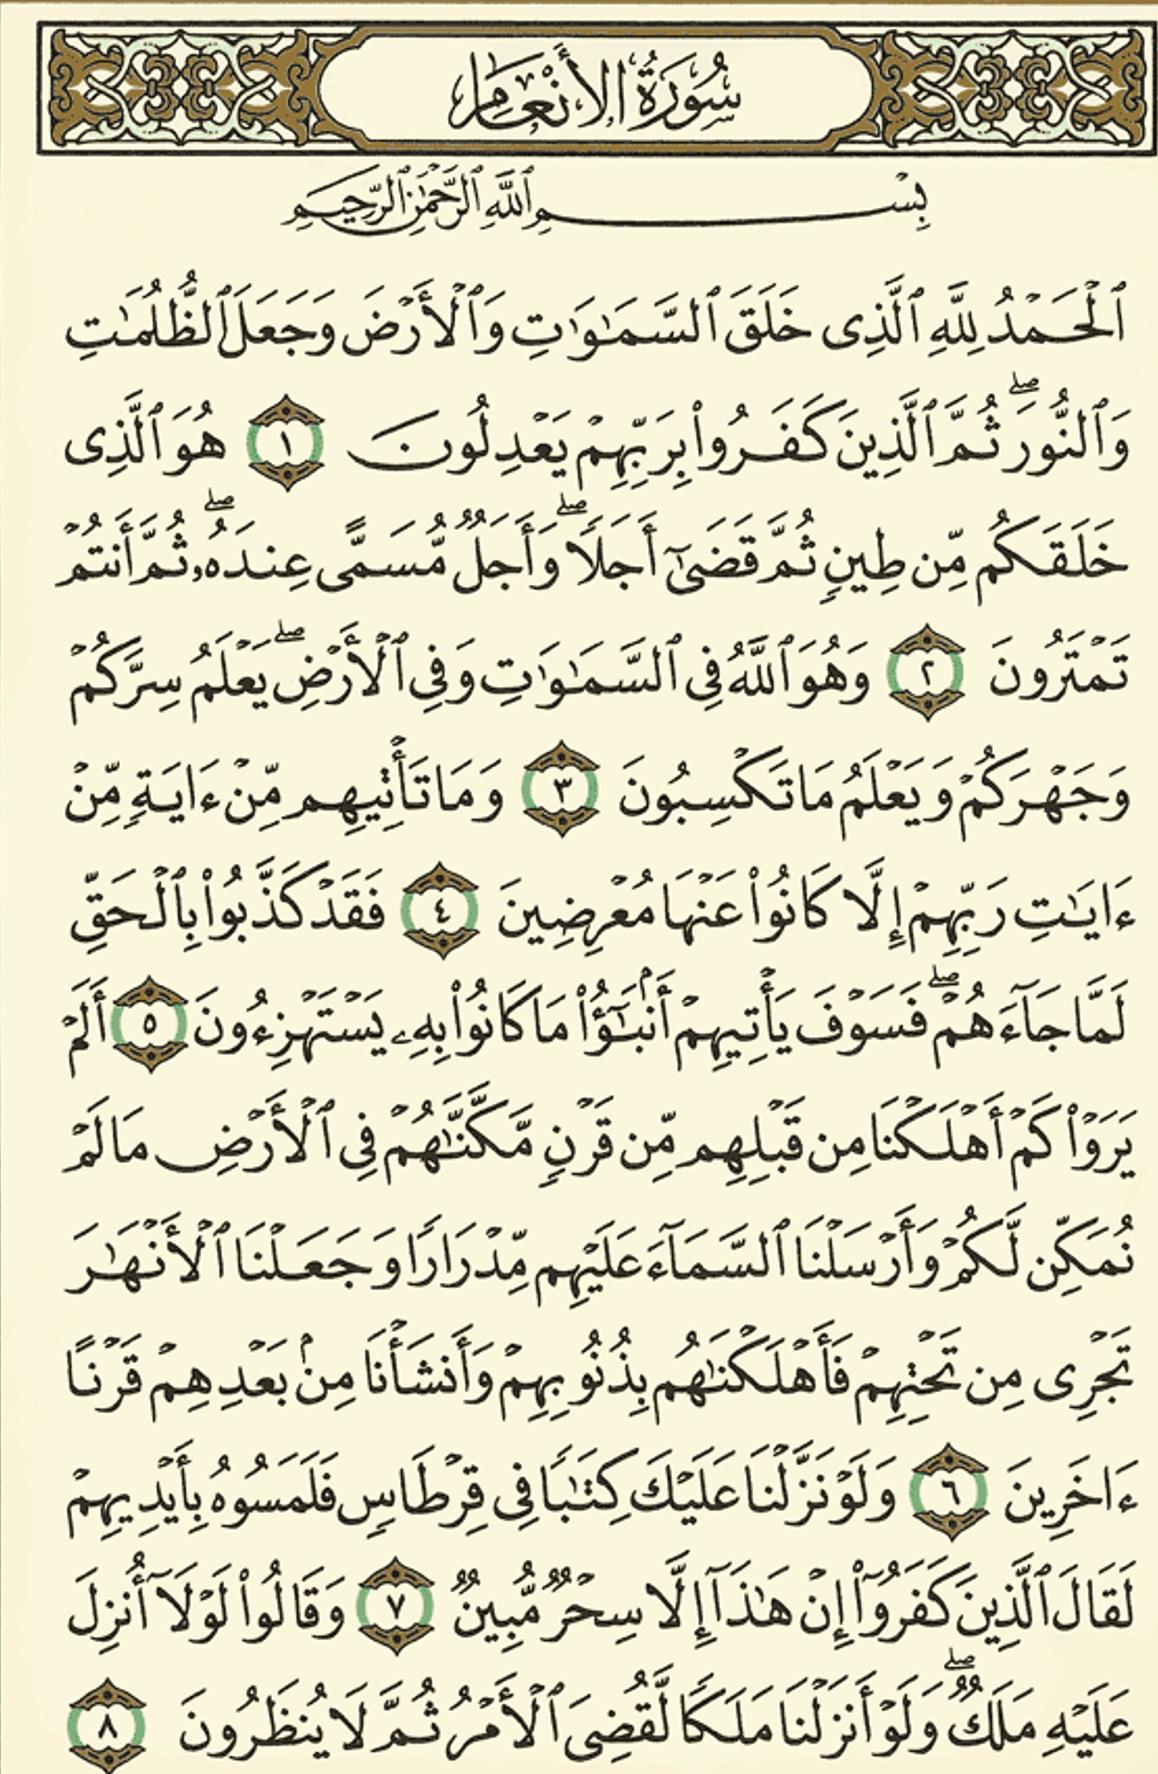 سُورَةُ الأَنْعَامِ
بِسْمِ ٱللَّهِ ٱلرَّحْمَٰنِ ٱلرَّحِيمِ
ٱلْحَمْدُ لِلَّهِ ٱلَّذِى خَلَقَ ٱلسَّمَٰوَٰتِ وَٱلْأَرْضَ وَجَعَلَ ٱلظُّلُمَٰتِ
وَٱلنُّورَ ۖ ثُمَّ ٱلَّذِينَ كَفَرُوا۟ بِرَبِّهِمْ يَعْدِلُونَ ١ هُوَ ٱلَّذِى
خَلَقَكُم مِّن طِينٍ ثُمَّ قَضَىٰٓ أَجَلًا ۖ وَأَجَلٌ مُّسَمًّى عِندَهُۥ ۖ ثُمَّ أَنتُمْ
تَمْتَرُونَ ٢ وَهُوَ ٱللَّهُ فِى ٱلسَّمَٰوَٰتِ وَفِى ٱلْأَرْضِ ۖ يَعْلَمُ سِرَّكُمْ
وَجَهْرَكُمْ وَيَعْلَمُ مَا تَكْسِبُونَ ٣ وَمَا تَأْتِيهِم مِّنْ ءَايَةٍ مِّنْ
ءَايَٰتِ رَبِّهِمْ إِلَّا كَانُوا۟ عَنْهَا مُعْرِضِينَ ٤ فَقَدْ كَذَّبُوا۟ بِٱلْحَقِّ
لَمَّا جَآءَهُمْ ۖ فَسَوْفَ يَأْتِيهِمْ أَنۢبَٰٓؤُا۟ مَا كَانُوا۟ بِهِۦ يَسْتَهْزِءُونَ ٥ أَلَمْ
يَرَوْا۟ كَمْ أَهْلَكْنَا مِن قَبْلِهِم مِّن قَرْنٍ مَّكَّنَّٰهُمْ فِى ٱلْأَرْضِ مَا لَمْ
نُمَكِّن لَّكُمْ وَأَرْسَلْنَا ٱلسَّمَآءَ عَلَيْهِم مِّدْرَارًا وَجَعَلْنَا ٱلْأَنْهَٰرَ
تَجْرِى مِن تَحْتِهِمْ فَأَهْلَكْنَٰهُم بِذُنُوبِهِمْ وَأَنشَأْنَا مِنۢ بَعْدِهِمْ قَرْنًا
ءَاخَرِينَ ٦ وَلَوْ نَزَّلْنَا عَلَيْكَ كِتَٰبًا فِى قِرْطَاسٍ فَلَمَسُوهُ بِأَيْدِيهِمْ
لَقَالَ ٱلَّذِينَ كَفَرُوٓا۟ إِنْ هَٰذَآ إِلَّا سِحْرٌ مُّبِينٌ ٧ وَقَالُوا۟ لَوْلَآ أُنزِلَ
عَلَيْهِ مَلَكٌ ۖ وَلَوْ أَنزَلْنَا مَلَكًا لَّقُضِىَ ٱلْأَمْرُ ثُمَّ لَا يُنظَرُونَ ٨